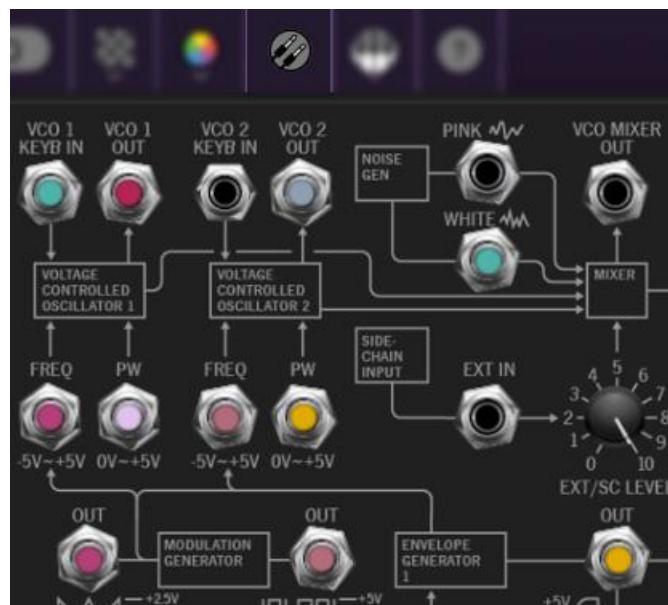 VCO 1
KEYB IN
VCO 1
OUT
VCO 2
KEYB IN
VCO 2
OUT
PINK
VCO MIXER
OUT
NOISE
GEN
WHITE
VOLTAGE
CONTROLLED
OSCILLATOR 1
VOLTAGE
CONTROLLED
OSCILLATOR 2
MIXER
SIDE-
CHAIN
INPUT
FREQ
PW
FREQ
PW
EXT IN
0
1
2
3
4
5
6
7
8
9
10
-5V~+5V
0V~+5V
-5V~+5V
0V~+5V
EXT/SC LEVE
OUT
MODULATION
GENERATOR
OUT
ENVELOPE
GENERATOR
1
OUT
+2.5V
+5V
+5V